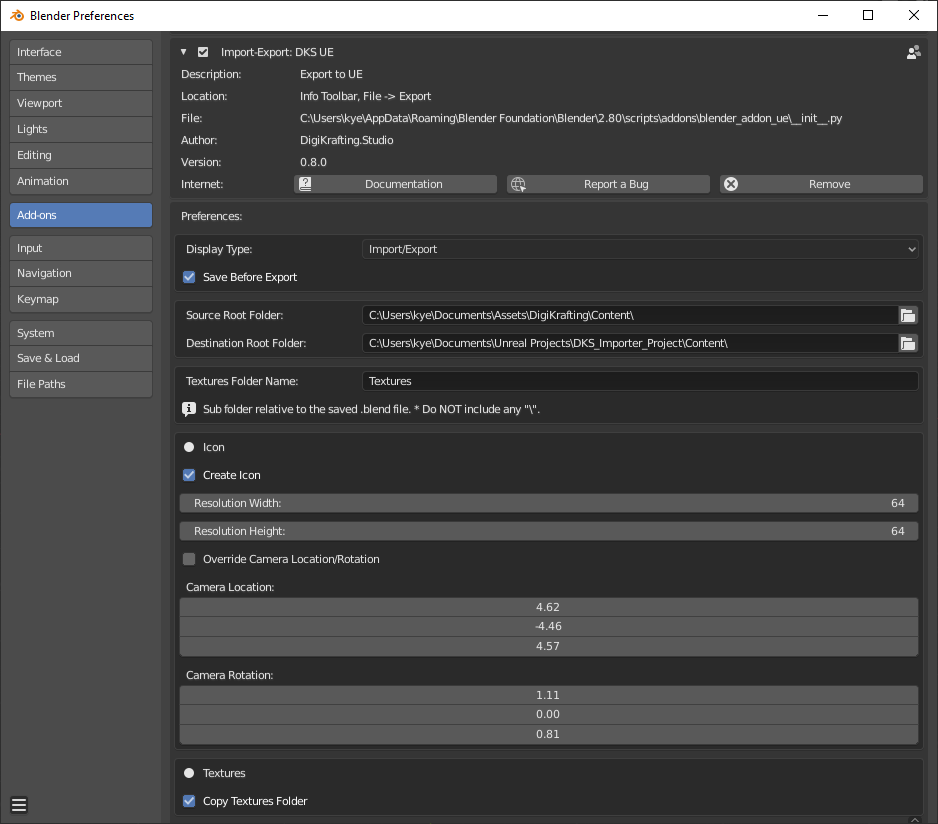 Blender Preferences
Interface
Themes
Viewport
Lights
Editing
Animation
Add-ons
Input
Navigation
Keymap
System
Save & Load
File Paths
Import-Export: DKS UE
Description: Export to UE
Location: Info Toolbar, File -> Export
File: C:\Users\kye\AppData\Roaming\Blender Foundation\Blender\2.80\scripts\addons\blender_addon_ue\__init__.py
Author: DigiKrafting.Studio
Version: 0.8.0
Internet: Documentation Report a Bug Remove
Preferences:
Display Type: Import/Export
Save Before Export
Source Root Folder: C:\Users\kye\Documents\Assets\DigiKrafting\Content\
Destination Root Folder: C:\Users\kye\Documents\Unreal Projects\DKS_Importer_Project\Content\
Textures Folder Name: Textures
Sub folder relative to the saved .blend file. * Do NOT include any "\".
Icon
Create Icon
Resolution Width: 64
Resolution Height: 64
Override Camera Location/Rotation
Camera Location:
4.62
-4.46
4.57
Camera Rotation:
1.11
0.00
0.81
Textures
Copy Textures Folder